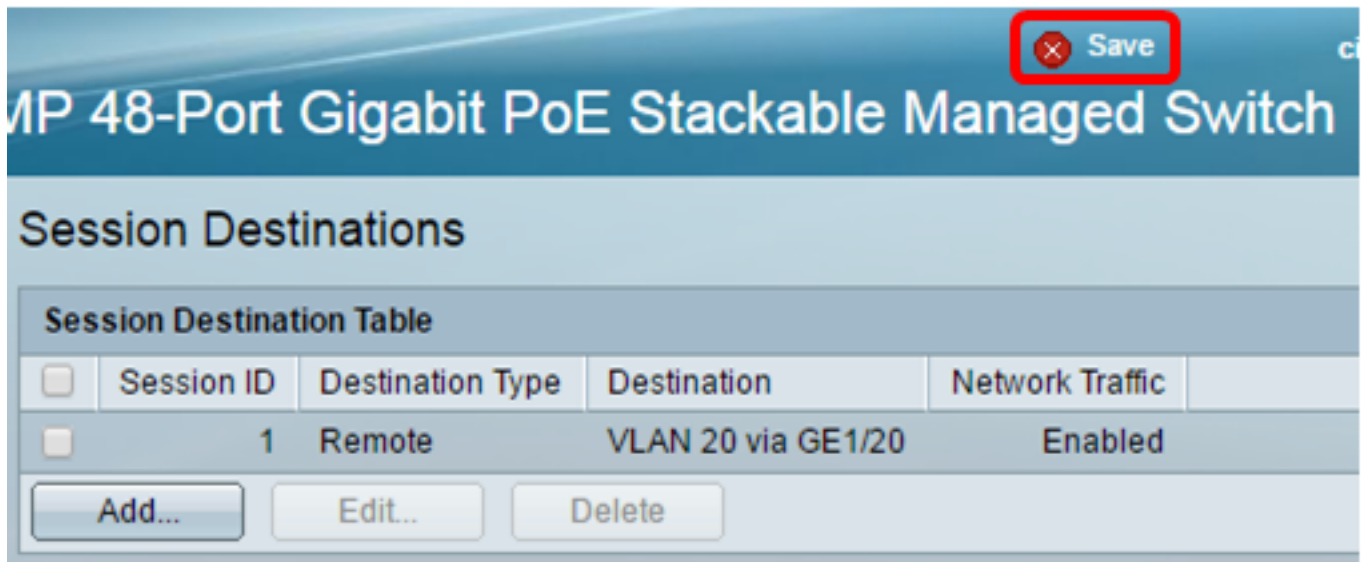 Save ci
MP 48-Port Gigabit PoE Stackable Managed Switch
Session Destinations
Session Destination Table
Session ID Destination Type Destination Network Traffic
1 Remote VLAN 20 via GE1/20 Enabled
Add... Edit... Delete